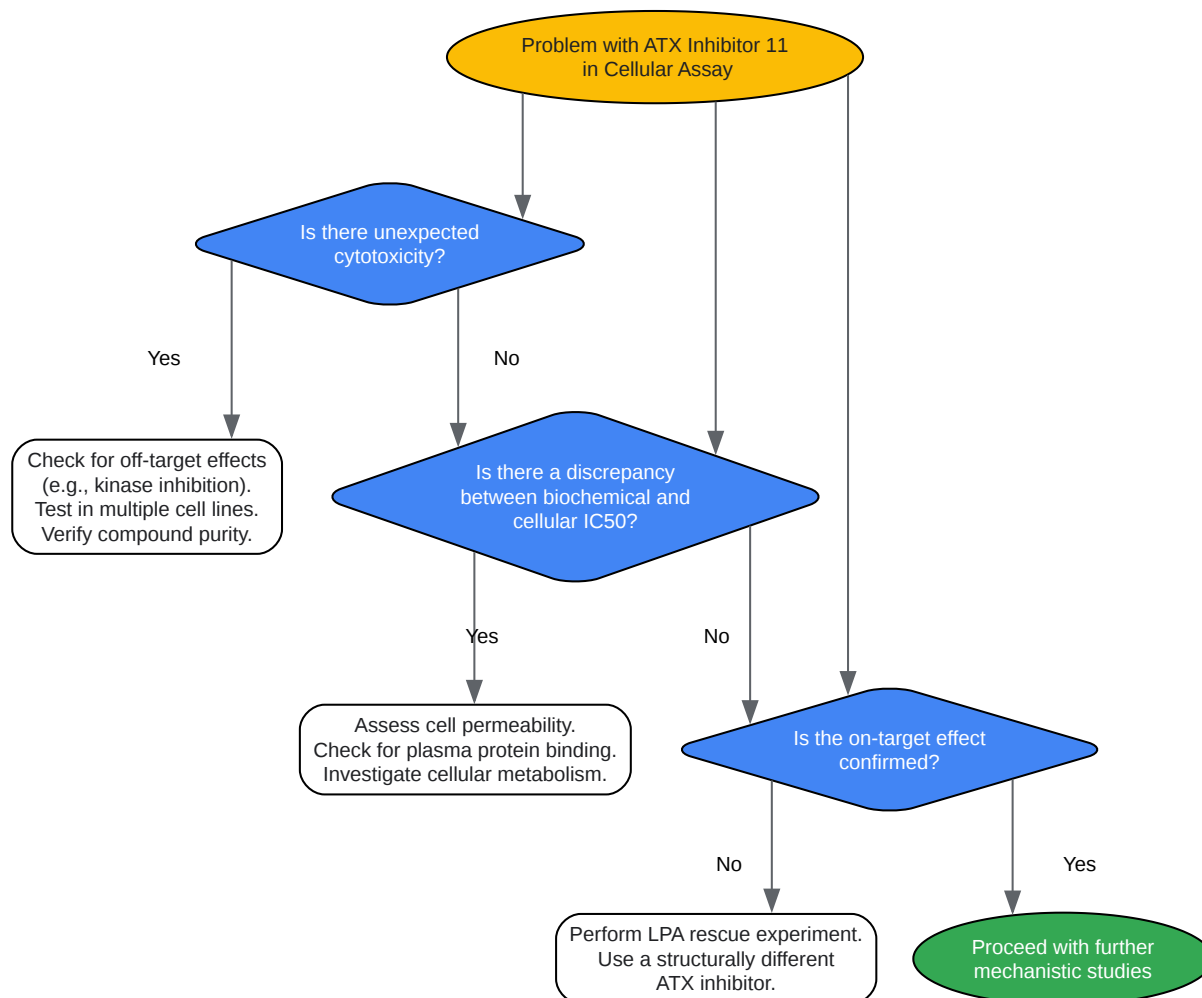 Problem with ATX Inhibitor 11
in Cellular Assay
Is there unexpected
cytotoxicity?
Yes
No
Check for off-target effects
(e.g., kinase inhibition).
Test in multiple cell lines.
Verify compound purity.
Is there a discrepancy
between biochemical and
cellular IC50?
Yes
No
Assess cell permeability.
Check for plasma protein binding.
Investigate cellular metabolism.
Is the on-target effect
confirmed?
No
Yes
Perform LPA rescue experiment.
Use a structurally different
ATX inhibitor.
Proceed with further
mechanistic studies